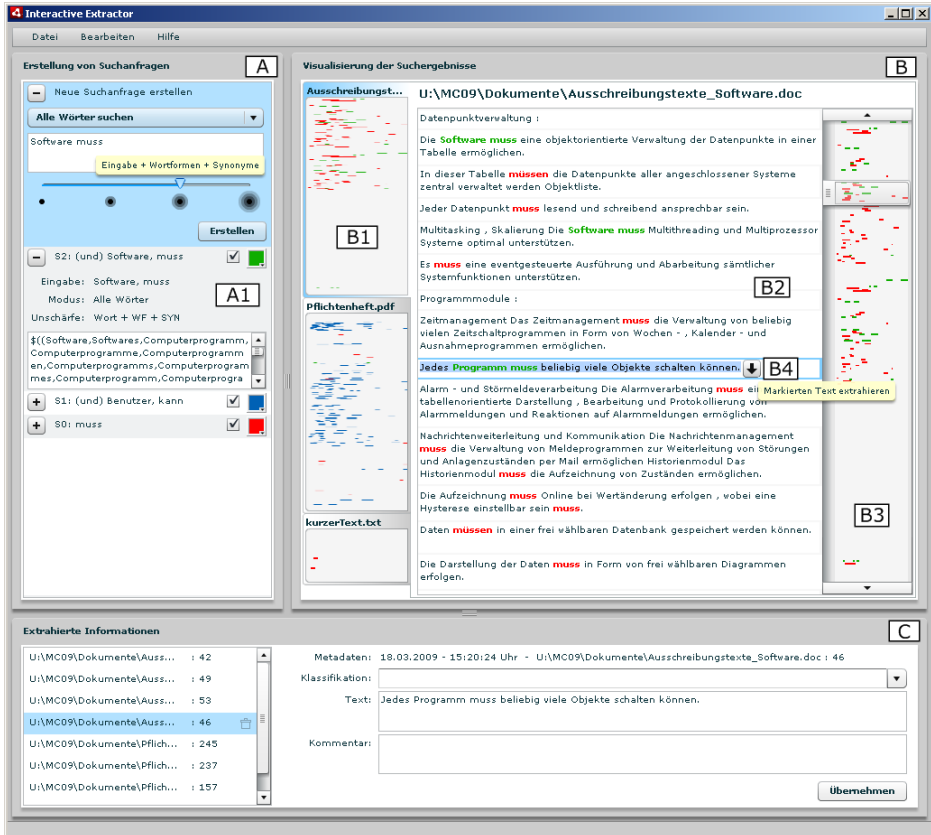 Interactive Extractor
Datei Bearbeiten Hilfe
Erstellung von Suchanfragen
A
Neue Suchanfrage erstellen
Alle Wörter suchen
Software muss
Eingabe + Wortformen + Synonyme
Erstellen
S2: (und) Software, muss
Eingabe: Software, muss
A1
Modus: Alle Wörter
Unschärfe: Wort + WF + SYN
$((Software,Softwares,Computerprogramm,
Computerprogramme,Computerprogramm
en,Computerprogramms,Computergram
mes,Computerprogramm,Computerprogra
S1: (und) Benutzer, kann
S0: muss
Visualisierung der Suchergebnisse
B
Ausschreibungst...
B1
Pflichtenheft.pdf
kurzerText.txt
U:\MC09\Dokumente\Ausschreibungstexte_Software.doc
Datenpunktverwaltung :
Die Software muss eine objektorientierte Verwaltung der Datenpunkte in einer
Tabelle ermöglichen.
In dieser Tabelle müssen die Datenpunkte aller angeschlossener Systeme
zentral verwaltet werden Objektliste.
Jeder Datenpunkt muss lesend und schreibend ansprechbar sein.
Multitasking , Skalierung Die Software muss Multithreading und Multiprozessor
Systeme optimal unterstützen.
Es muss eine eventgesteuerte Ausführung und Abarbeitung sämtlicher
Systemfunktionen unterstützen.
B2
Programmmodule :
Zeitmanagement Das Zeitmanagement muss die Verwaltung von beliebig
vielen Zeitschaltprogrammen in Form von Wochen - , Kalender - und
Ausnahmeprogrammen ermöglichen.
Jedes Programm muss beliebig viele Objekte schalten können.
B4
Markierten Text extrahieren
Alarm - und Störmeldeverarbeitung Die Alarmverarbeitung muss ei
tabellenorientierte Darstellung , Bearbeitung und Protokollierung von
Alarmmeldungen und Reaktionen auf Alarmmeldungen ermöglichen.
Nachrichtenweiterleitung und Kommunikation Die Nachrichtenmanagement
muss die Verwaltung von Meldeprogrammen zur Weiterleitung von Störungen
und Anlagenzuständen per Mail ermöglichen Historienmodul Das
Historienmodul muss die Aufzeichnung von Zuständen ermöglichen.
Die Aufzeichnung muss Online bei Wertänderung erfolgen , wobei eine
Hysterese einstellbar sein muss.
B3
Daten müssen in einer frei wählbaren Datenbank gespeichert werden können.
Die Darstellung der Daten muss in Form von frei wählbaren Diagrammen
erfolgen.
Extrahierte Informationen
C
U:\MC09\Dokumente\Auss... : 42
U:\MC09\Dokumente\Auss... : 49
U:\MC09\Dokumente\Auss... : 53
U:\MC09\Dokumente\Auss... : 46
U:\MC09\Dokumente\Pflich... : 245
U:\MC09\Dokumente\Pflich... : 237
U:\MC09\Dokumente\Pflich... : 157
Metadaten: 18.03.2009 - 15:20:24 Uhr - U:\MC09\Dokumente\Ausschreibungstexte_Software.doc : 46
Klassifikation:
Text: Jedes Programm muss beliebig viele Objekte schalten können.
Kommentar:
Übernehmen